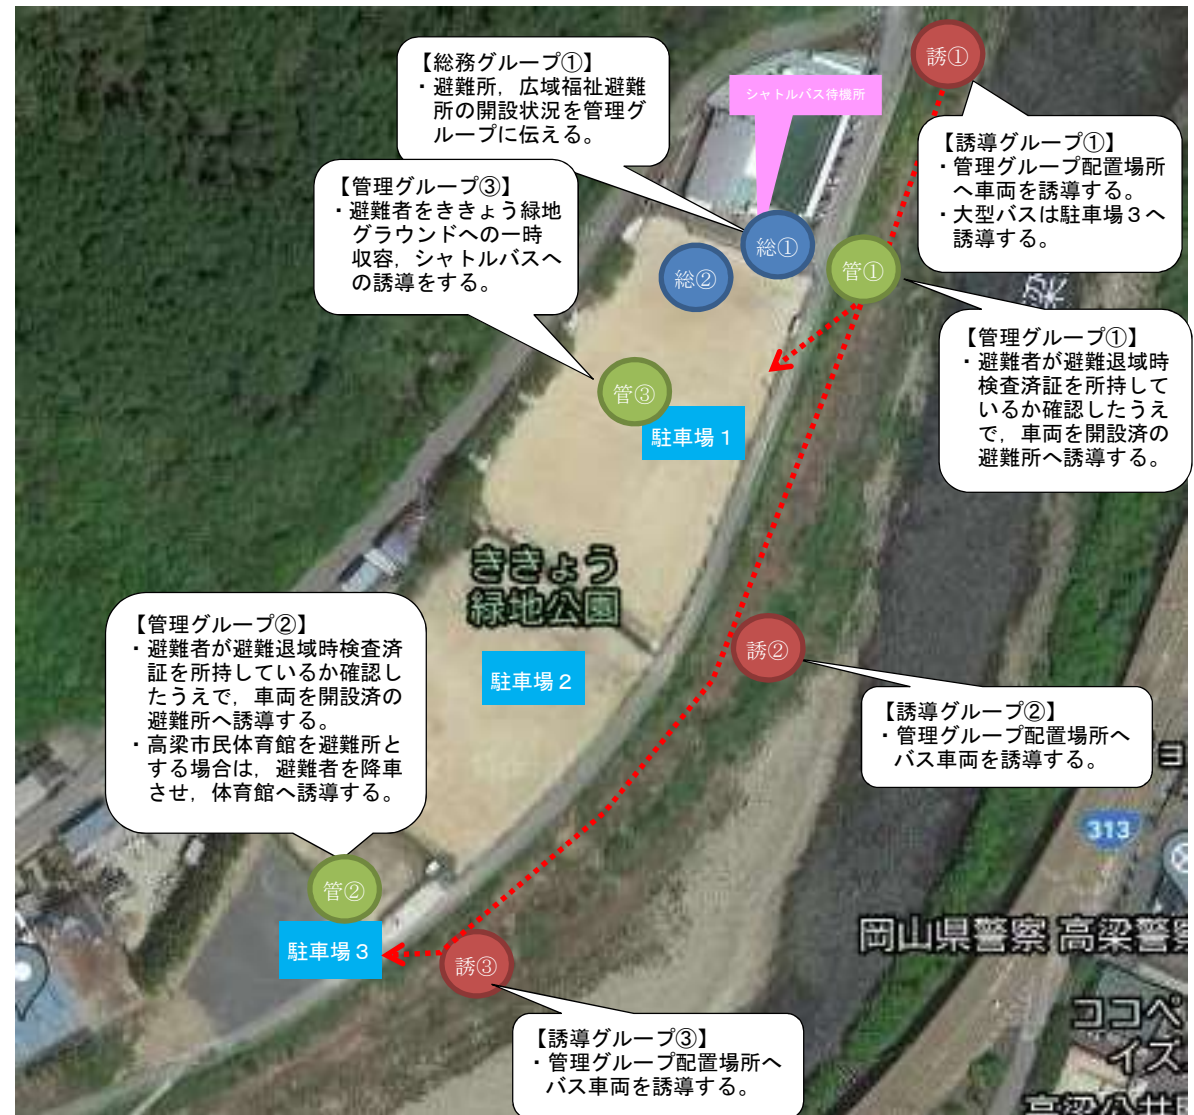 【総務グループ①】
・避難所，広域福祉避難
所の開設状況を管理グ
ループに伝える。
シャトルバス待機所
誘①
【誘導グループ①】
・管理グループ配置場所
へ車両を誘導する。
・大型バスは駐車場３へ
誘導する。
【管理グループ③】
・避難者をききょう緑地
グラウンドへの一時
収容，シャトルバスへ
の誘導をする。
総①
総②
管①
【管理グループ①】
・避難者が避難退域時
検査済証を所持して
いるか確認したうえ
で，車両を開設済の
避難所へ誘導する。
管③
駐車場１
ききょう
緑地公園
駐車場２
誘②
【誘導グループ②】
・管理グループ配置場所へ
バス車両を誘導する。
【管理グループ②】
・避難者が避難退域時検査済
証を所持しているか確認し
たうえで，車両を開設済の
避難所へ誘導する。
・高梁市民体育館を避難所と
する場合は，避難者を降車
させ，体育館へ誘導する。
管②
駐車場３
誘③
【誘導グループ③】
・管理グループ配置場所へ
バス車両を誘導する。
ヨ
313
岡山県警察 高梁警察
ココペ
イズ